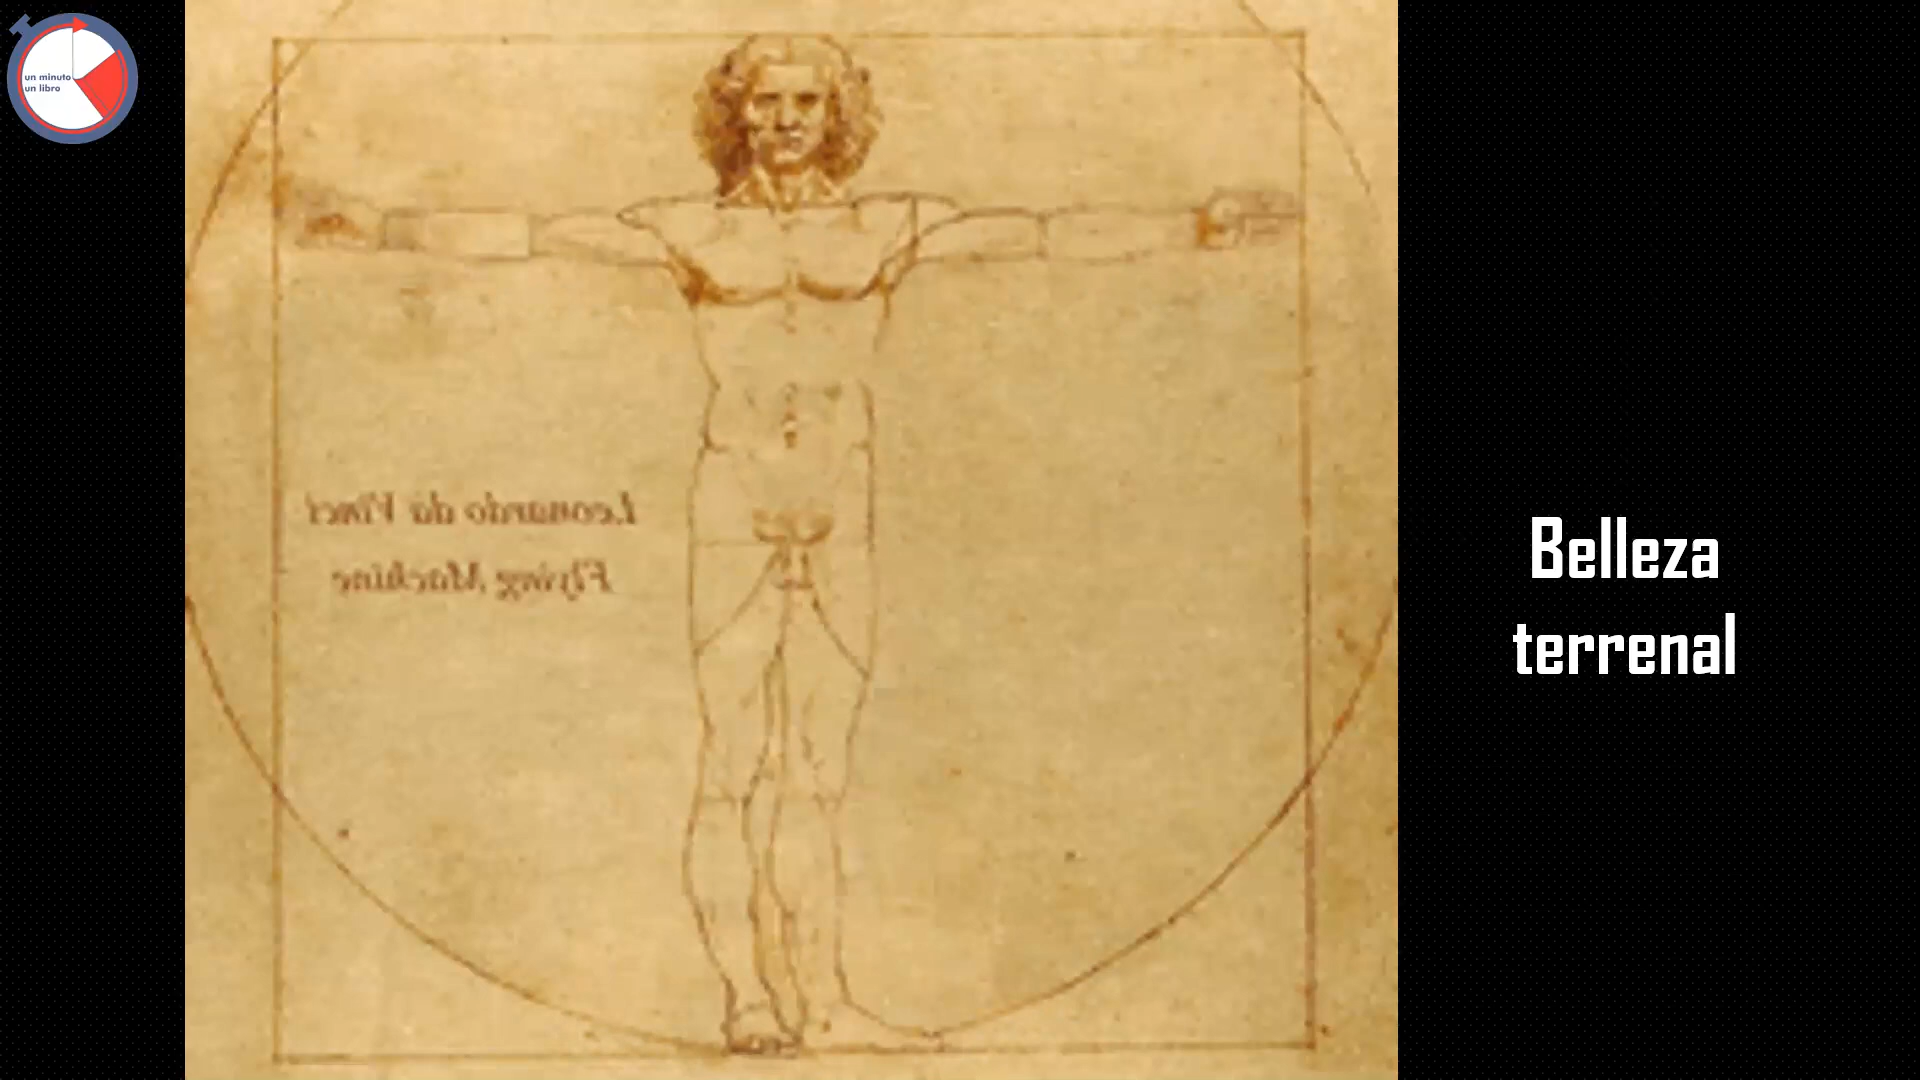 un minuto
un libro
Leonardo da Vinci
Flying Machine
Belleza
terrenal